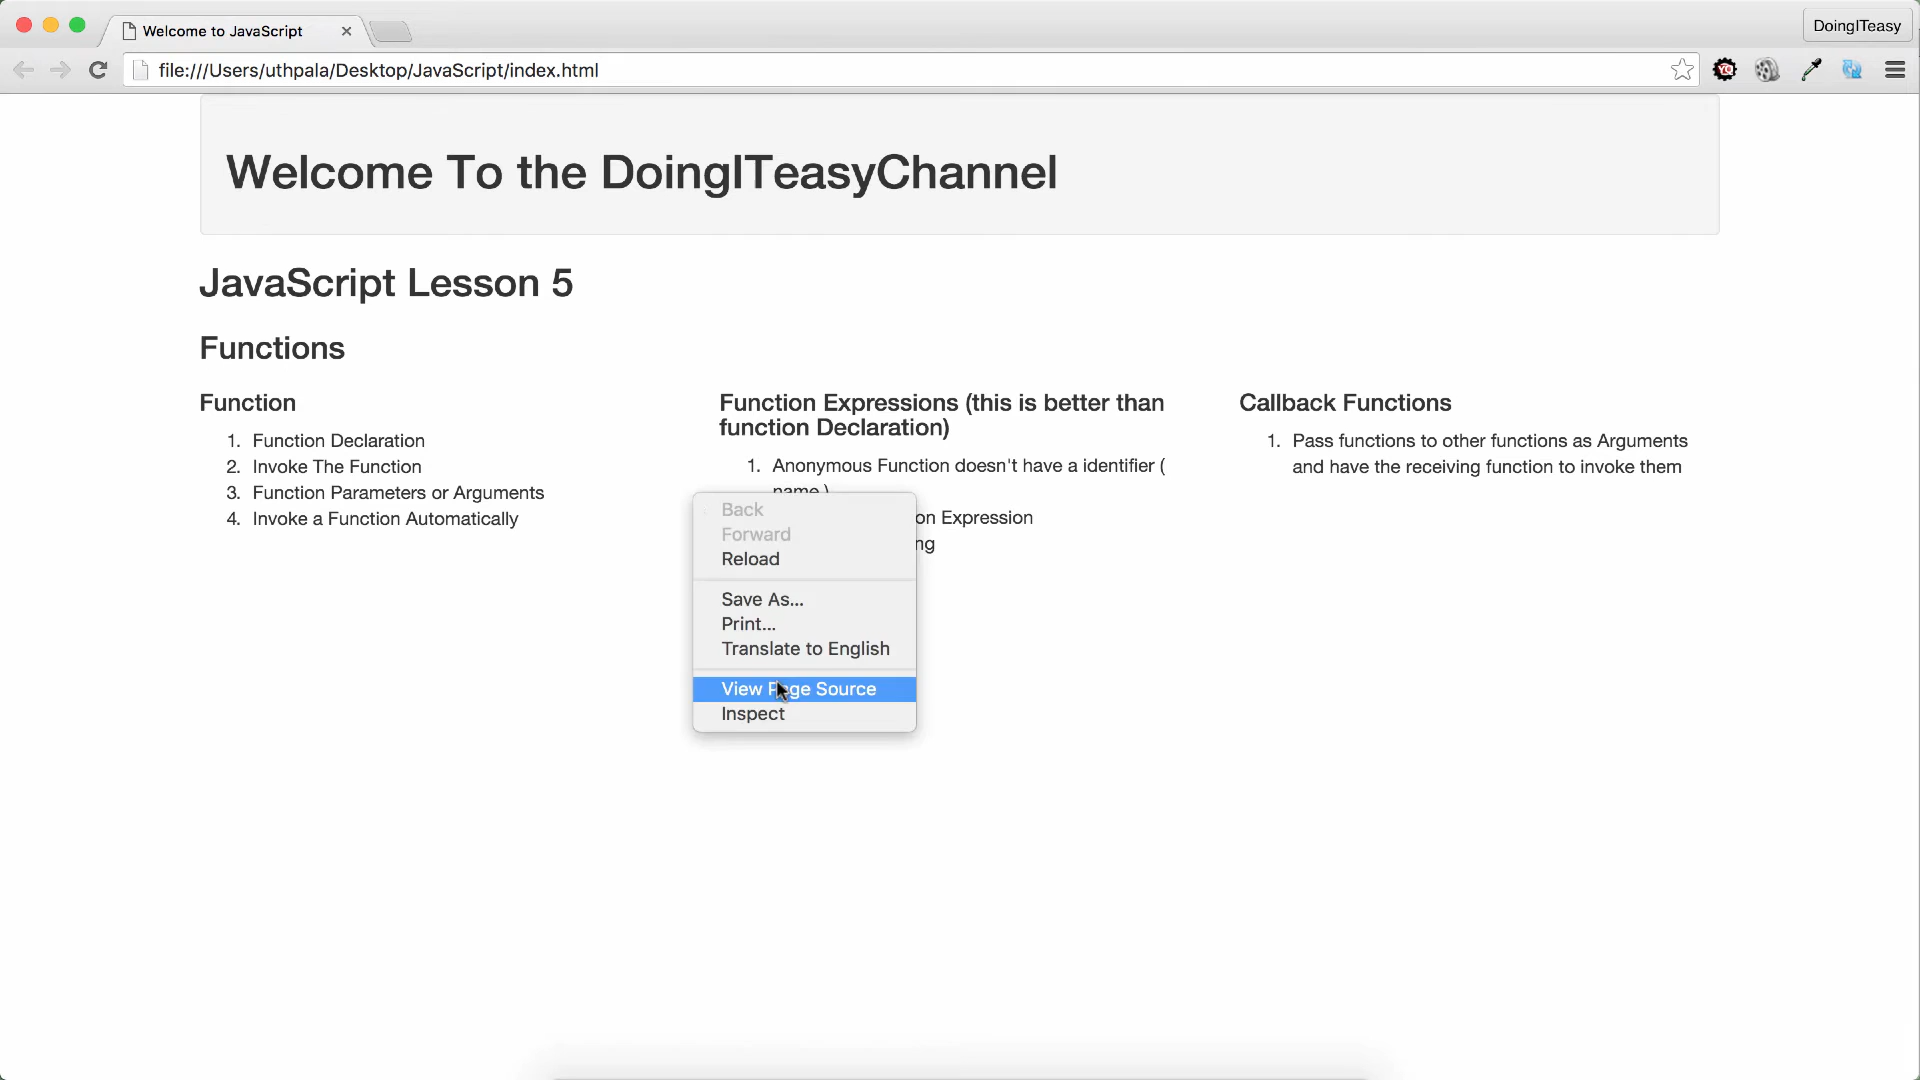 Welcome to JavaScript
DoingITeasy
file:///Users/uthpala/Desktop/JavaScript/index.html
Welcome To the DoingITeasyChannel
JavaScript Lesson 5
Functions
Function
1. Function Declaration
2. Invoke The Function
3. Function Parameters or Arguments
4. Invoke a Function Automatically
Function Expressions (this is better than
function Declaration)
1. Anonymous Function doesn't have a identifier (
name )
on Expression
ng
Callback Functions
1. Pass functions to other functions as Arguments
and have the receiving function to invoke them
Back
Forward
Reload
Save As...
Print...
Translate to English
View Page Source
Inspect